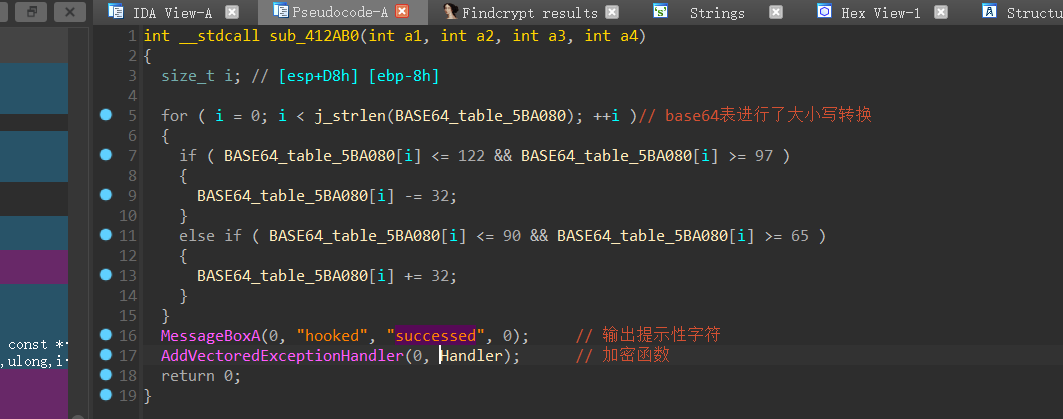 IDA View-A Pseudocode-A Findcrypt results Strings Hex View-1 Structu
1 int __stdcall sub_412AB0(int a1, int a2, int a3, int a4)
2 {
3 size_t i; // [esp+D8h] [ebp-8h]
4
5 for ( i = 0; i < j_strlen(BASE64_table_5BA080); ++i )// base64表进行了大小写转换
6 {
7 if ( BASE64_table_5BA080[i] <= 122 && BASE64_table_5BA080[i] >= 97 )
8 {
9 BASE64_table_5BA080[i] -= 32;
10 }
11 else if ( BASE64_table_5BA080[i] <= 90 && BASE64_table_5BA080[i] >= 65 )
12 {
13 BASE64_table_5BA080[i] += 32;
14 }
15 }
16 MessageBoxA(0, "hooked", "successed", 0); // 输出提示性字符
17 AddVectoredExceptionHandler(0, Handler); // 加密函数
18 return 0;
19 }
const *
,ulong,i